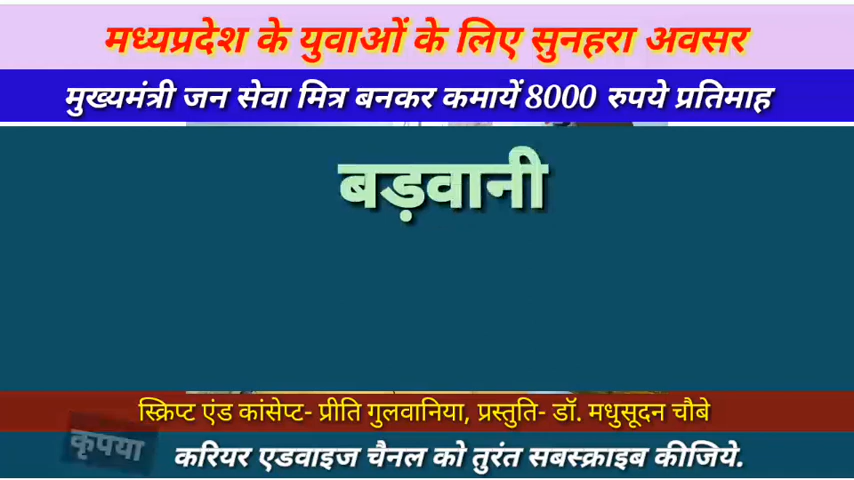 मध्यप्रदेश के युवाओं के लिए सुनहरा अवसर
मुख्यमंत्री जन सेवा मित्र बनकर कमायें 8000 रुपये प्रतिमाह
बड़वानी
स्क्रिप्ट एंड कांसेप्ट- प्रीति गुलवानिया, प्रस्तुति- डॉ. मधुसूदन चौबे
कृपया करियर एडवाइज चैनल को तुरंत सबस्क्राइब कीजिये.